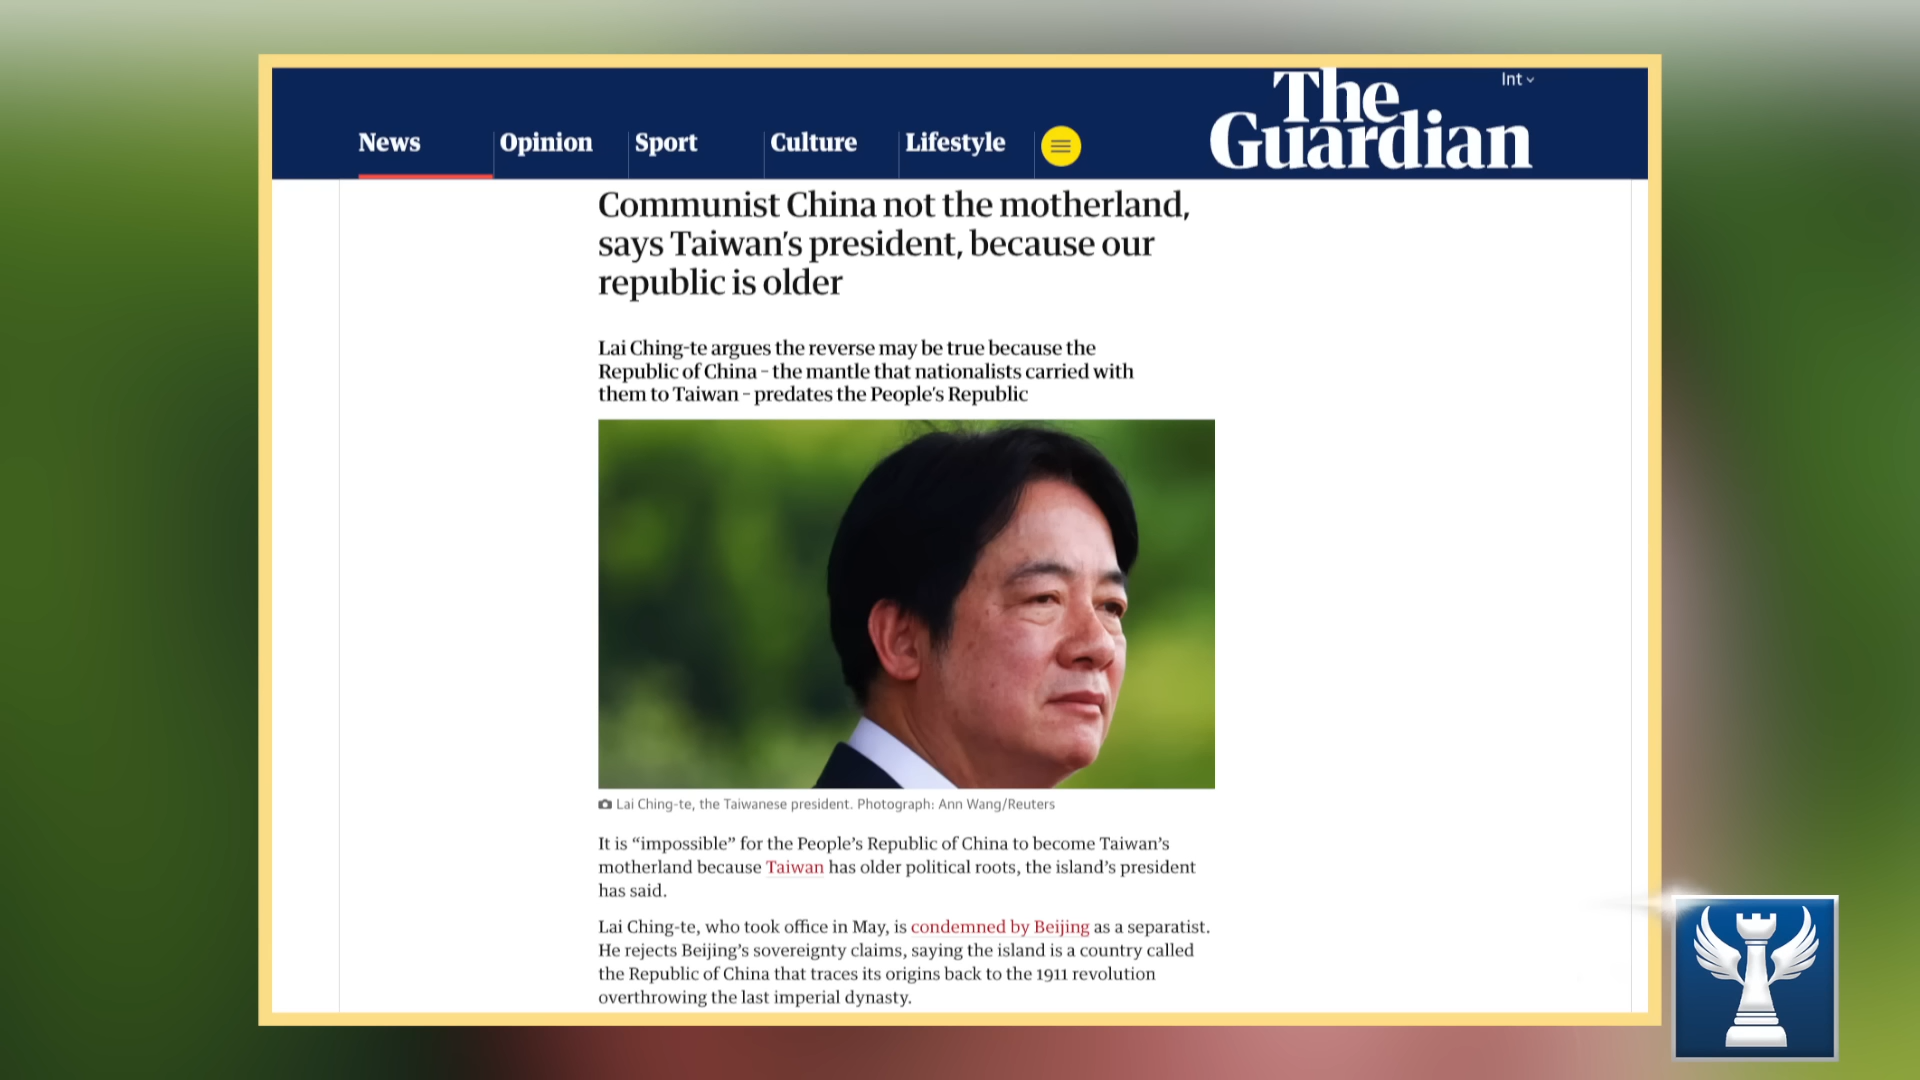 Int
The
Guardian
News
Opinion
Sport
Culture
Lifestyle
Communist China not the motherland,
says Taiwan’s president, because our
republic is older
Lai Ching-te argues the reverse may be true because the
Republic of China – the mantle that nationalists carried with
them to Taiwan – predates the People’s Republic
Lai Ching-te, the Taiwanese president. Photograph: Ann Wang/Reuters
It is “impossible” for the People’s Republic of China to become Taiwan’s
motherland because Taiwan has older political roots, the island’s president
has said.
Lai Ching-te, who took office in May, is condemned by Beijing as a separatist.
He rejects Beijing’s sovereignty claims, saying the island is a country called
the Republic of China that traces its origins back to the 1911 revolution
overthrowing the last imperial dynasty.